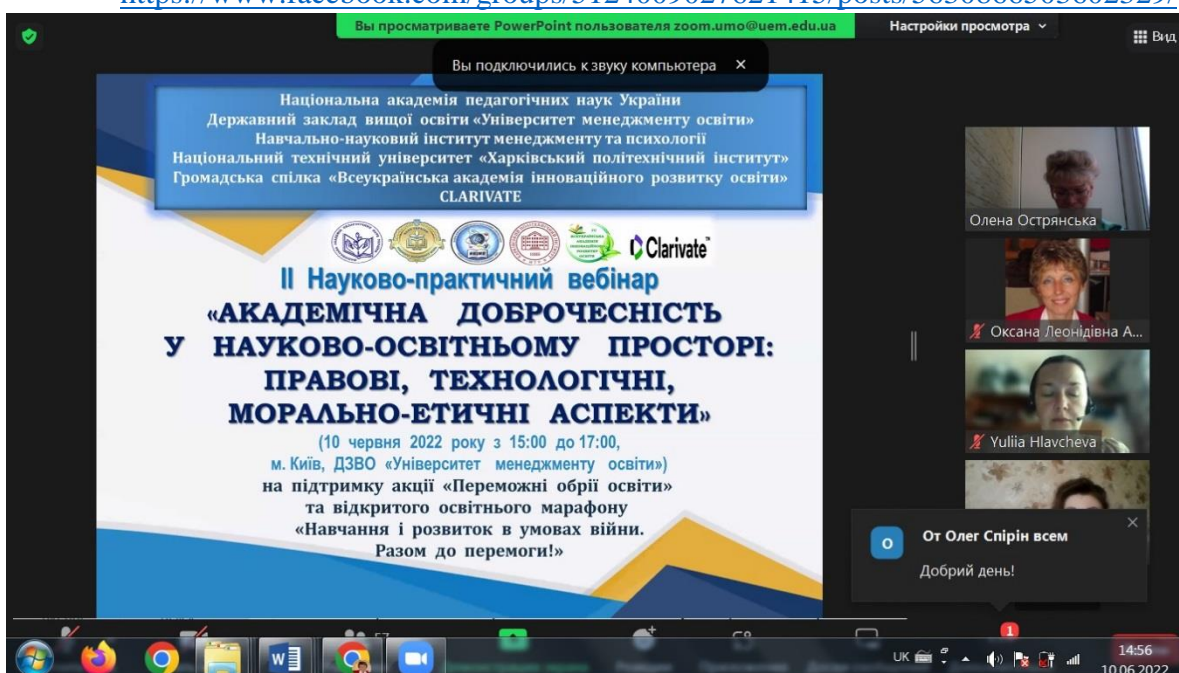 Вы просматриваете PowerPoint пользователя zoom.umo@uem.edu.ua
Настройки просмотра
Вид
Вы подключились к звуку компьютера
Національна академія педагогічних наук України
Державний заклад вищої освіти «Університет менеджменту освіти»
Навчально-науковий інститут менеджменту та психології
Національний технічний університет «Харківський політехнічний інститут»
Громадська спілка «Всеукраїнська академія інноваційного розвитку освіти»
CLARIVATE
Clarivate™
ІІ Науково-практичний вебінар
«АКАДЕМІЧНА ДОБРОЧЕСНІСТЬ
У НАУКОВО-ОСВІТНЬОМУ ПРОСТОРІ:
ПРАВОВІ, ТЕХНОЛОГІЧНІ,
МОРАЛЬНО-ЕТИЧНІ АСПЕКТИ»
(10 червня 2022 року з 15:00 до 17:00,
м. Київ, ДЗВО «Університет менеджменту освіти»)
на підтримку акції «Переможні обрії освіти»
та відкритого освітнього марафону
«Навчання і розвиток в умовах війни.
Разом до перемоги!»
Олена Острянська
Оксана Леонідівна А...
Yuliia Hlavcheva
О
От Олег Спірін всем
Добрий день!
57
1
UK
14:56
10.06.2022